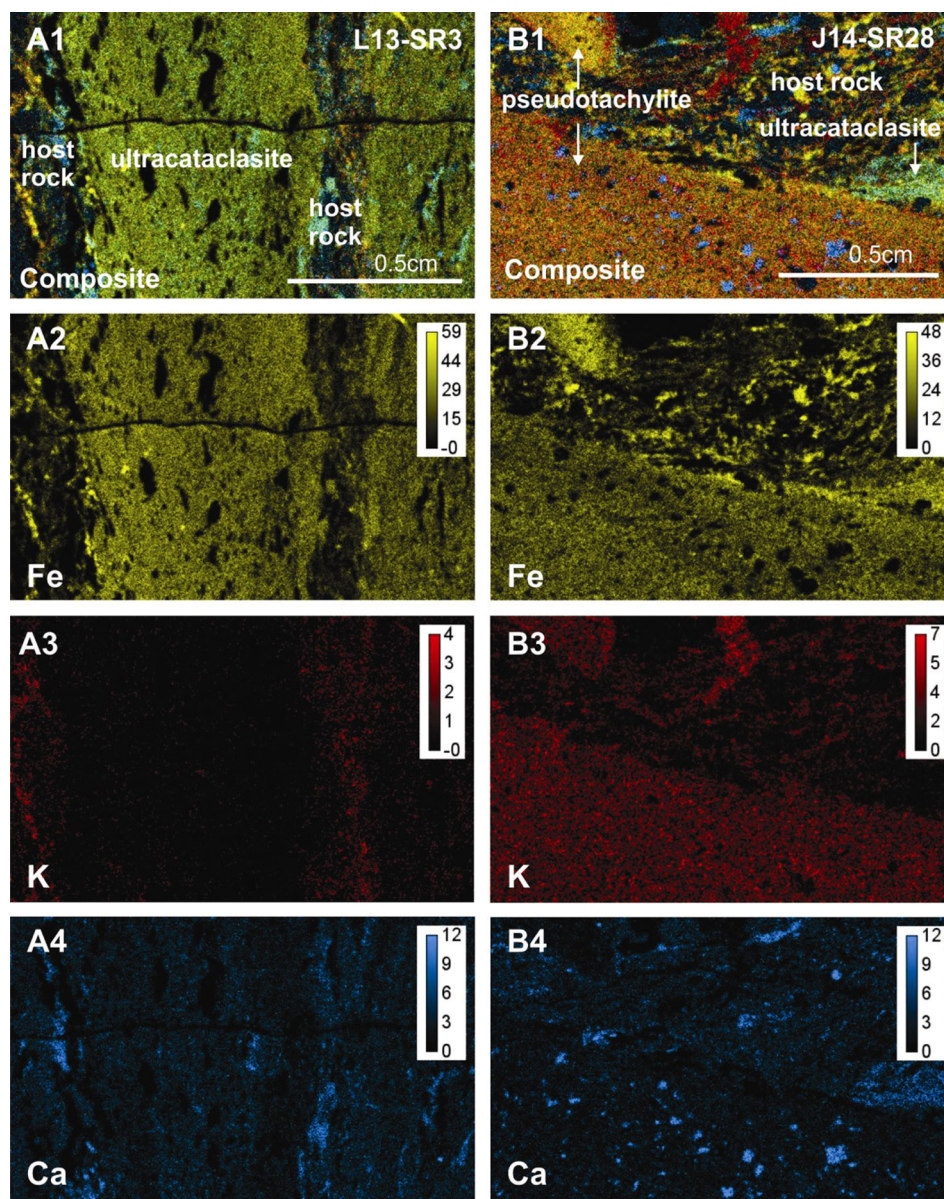 A1
L13-SR3
host
rock
ultracataclasite
host
rock
0.5cm
Composite
B1
J14-SR28
host rock
pseudotachylite
ultracataclasite
0.5cm
Composite
A2
59
44
29
15
-0
Fe
B2
48
36
24
12
0
Fe
A3
4
3
2
1
-0
K
B3
7
5
4
2
0
K
A4
12
9
6
3
0
Ca
B4
12
9
6
3
0
Ca